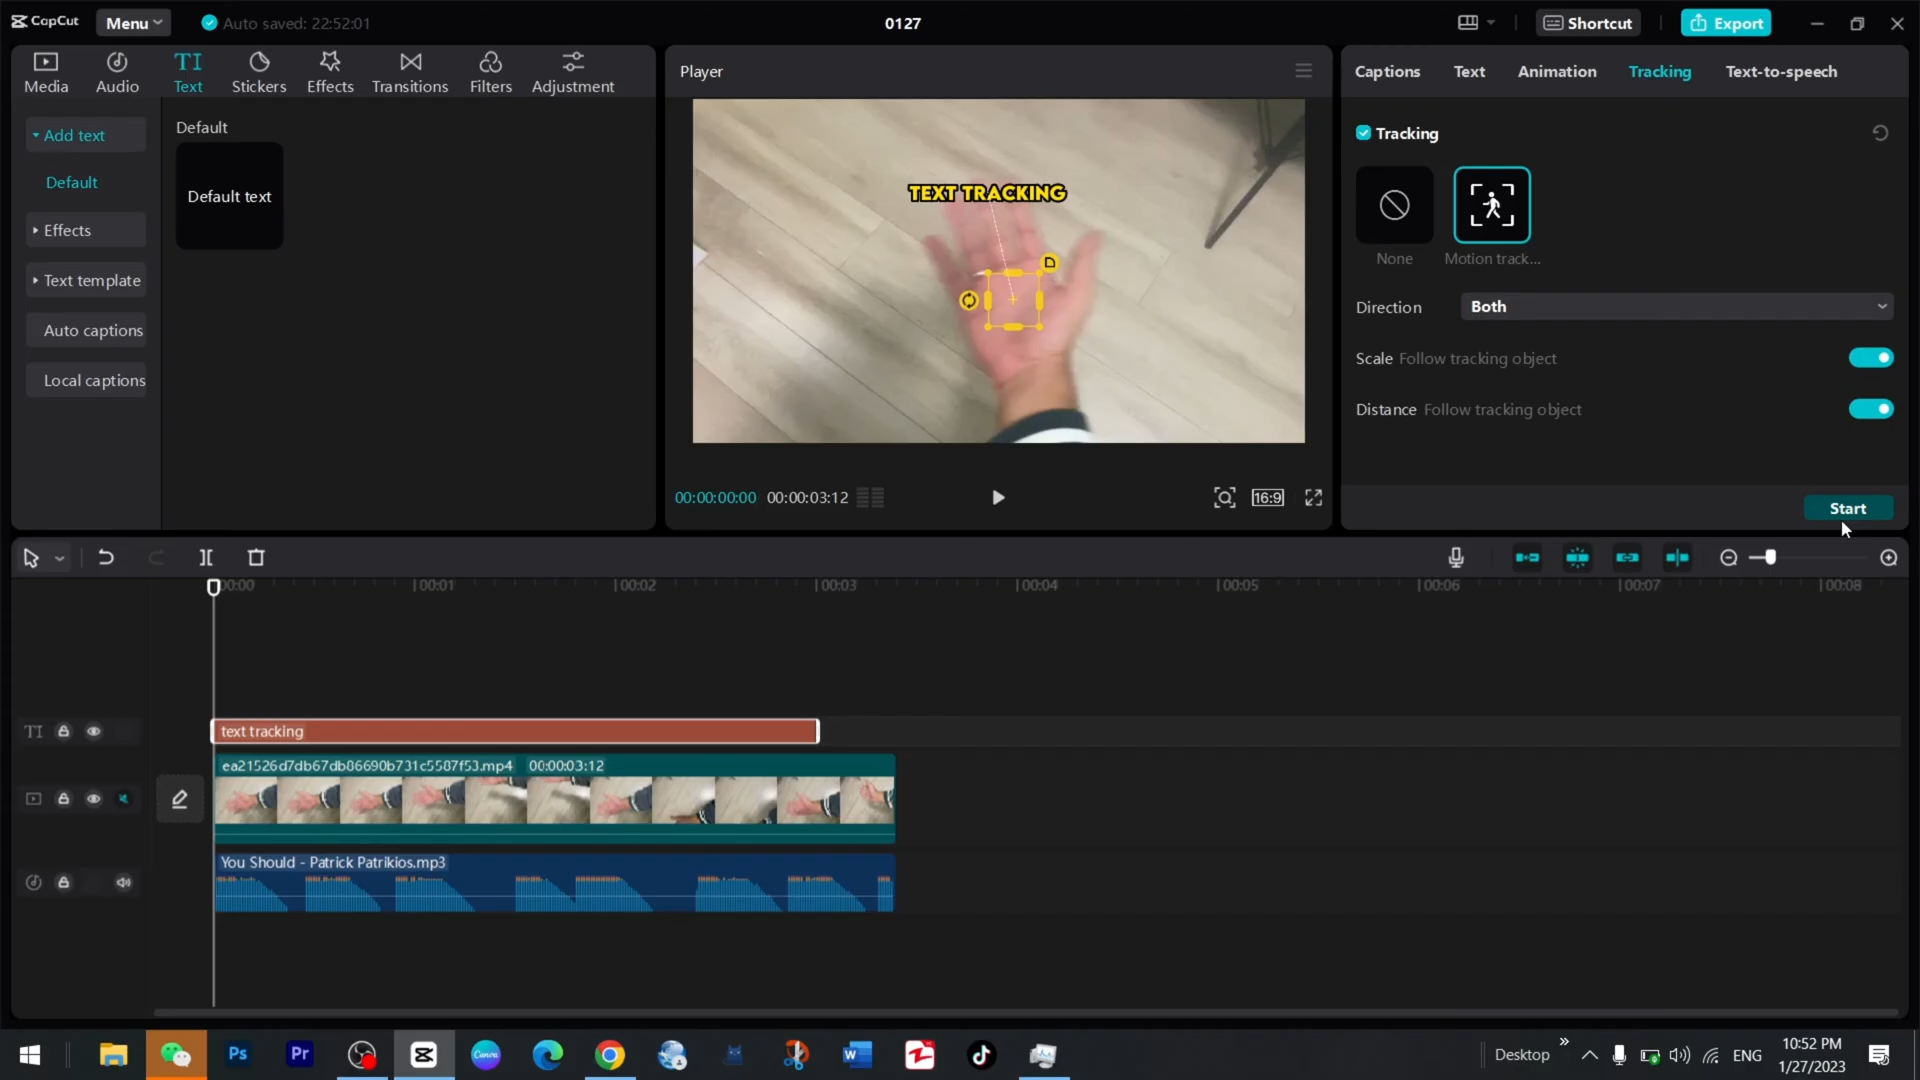 CapCut
Menu
Auto saved: 22:52:01
0127
Shortcut
Export
Media
Audio
TI
Text
Stickers
Effects
Transitions
Filters
Adjustment
Add text
Default
Effects
Text template
Auto captions
Local captions
Default
Default text
Player
TEXT TRACKING
00:00:00:00 00:00:03:12
16:9
Captions
Text
Animation
Tracking
Text-to-speech
Tracking
None
Motion track...
Direction
Both
Scale Follow tracking object
Distance Follow tracking object
Start
00:00
00:01
00:02
00:03
00:04
00:05
00:06
00:07
00:08
TI
text tracking
ea21526d7db67db86690b731c5587f53.mp4 00:00:03:12
You Should - Patrick Patrikios.mp3
Ps
Pr
Canva
W
Desktop
ENG
10:52 PM
1/27/2023